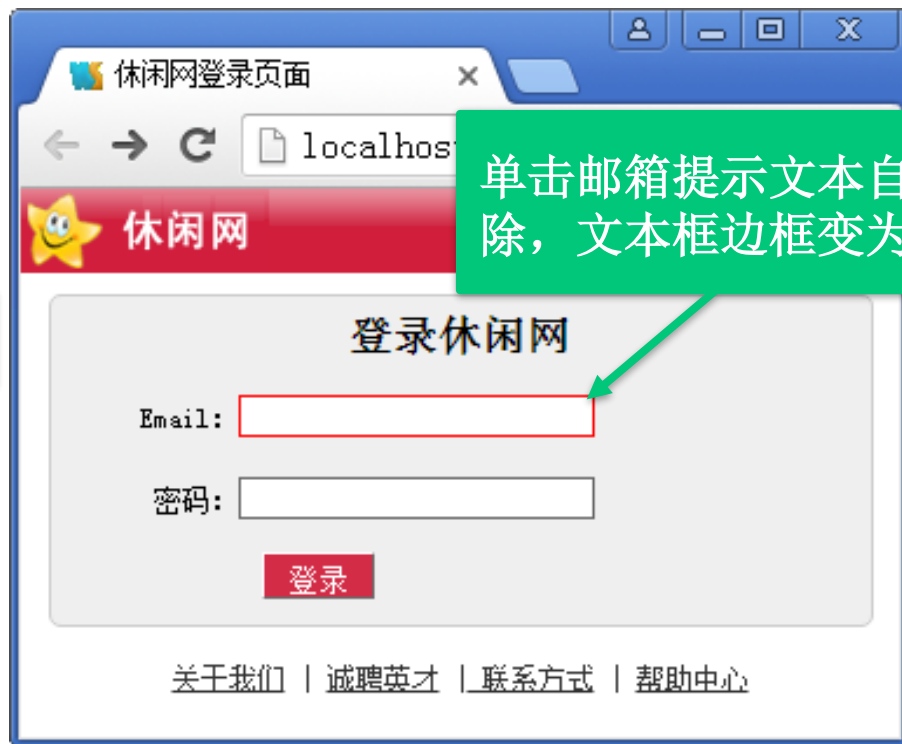 休闲网登录页面
localhos
单击邮箱提示文本自
除，文本框边框变为
休闲网
登录休闲网
Email:
密码:
登录
关于我们 | 诚聘英才 | 联系方式 | 帮助中心